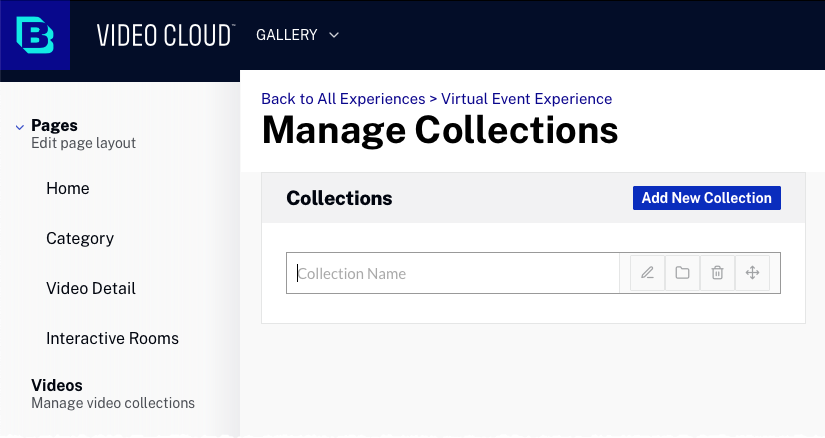 VIDEO CLOUD™
GALLERY
Pages
Edit page layout
Home
Category
Video Detail
Interactive Rooms
Videos
Manage video collections
Back to All Experiences > Virtual Event Experience
Manage Collections
Collections
Add New Collection
Collection Name